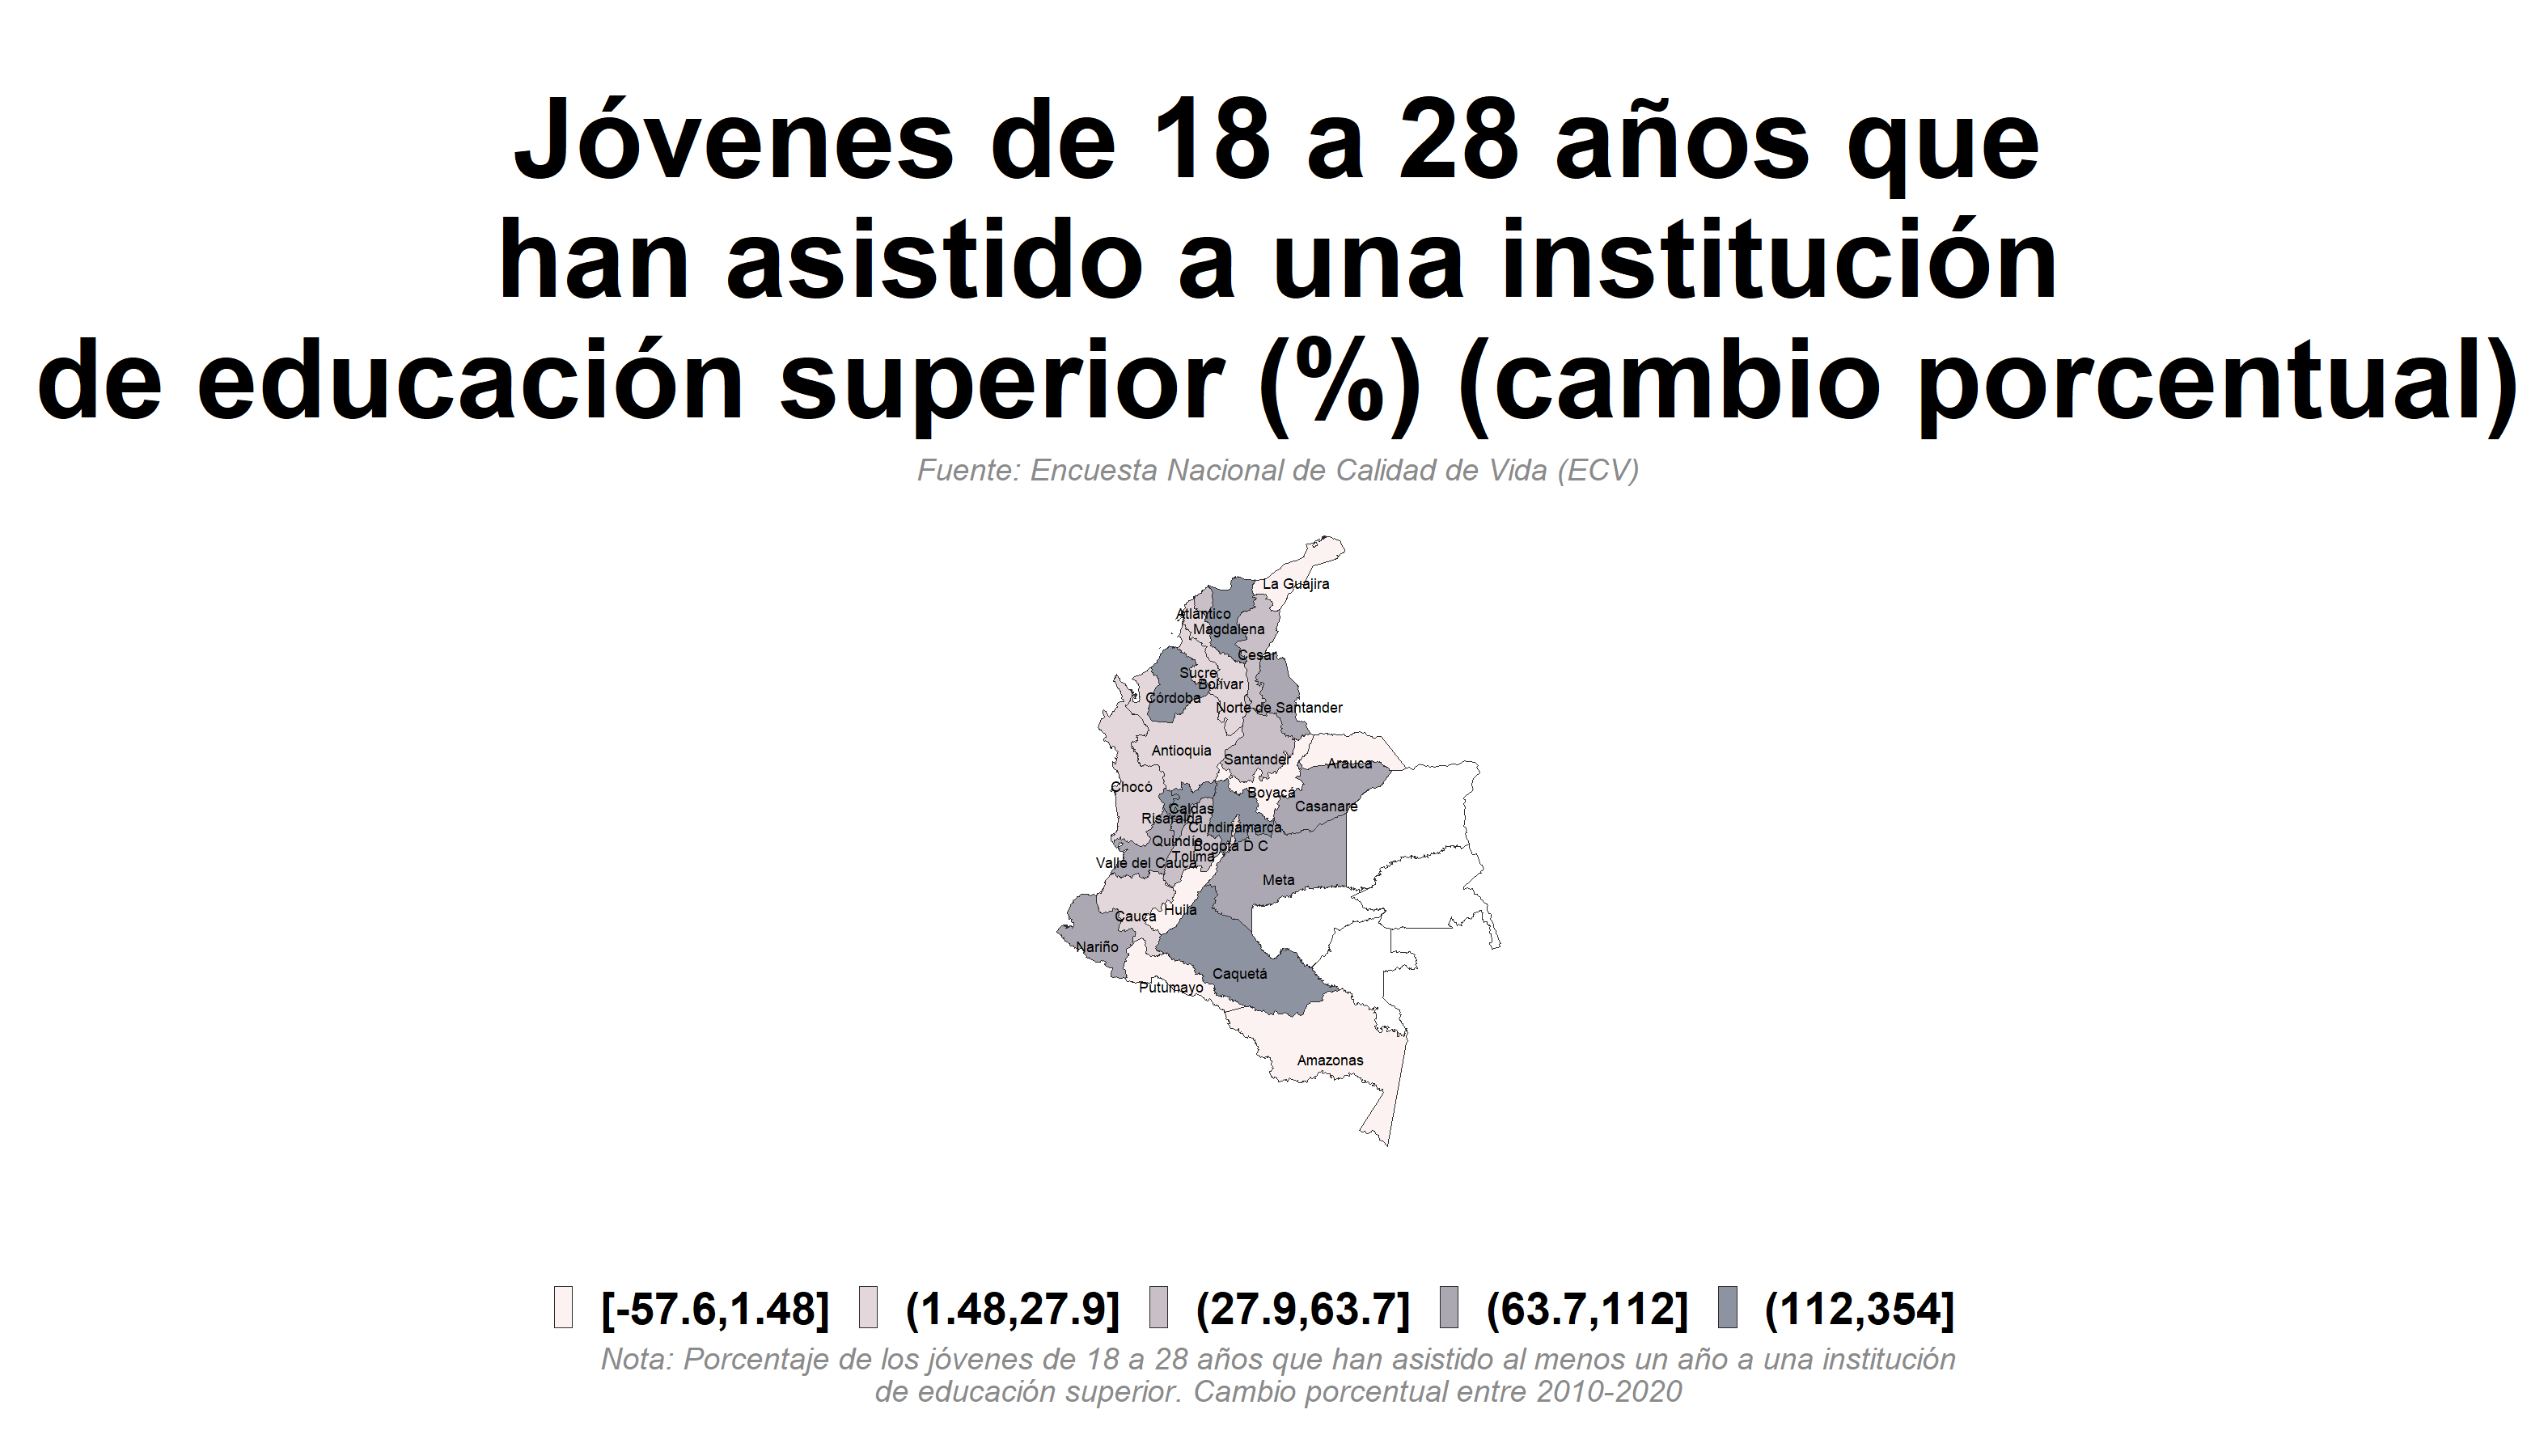 Jóvenes de 18 a 28 años que
han asistido a una institución
de educación superior (%) (cambio porcentual)
Fuente: Encuesta Nacional de Calidad de Vida (ECV)
La Guajira
Atlántico
Magdalena
Cesar
Sucre
Bolívar
Córdoba
Norte de Santander
Antioquia
Santander
Arauca
Chocó
Boyacá
Casanare
Caldas
Risaralda
Cundinamarca
Quindío
Bogotá D C
Tolima
Valle del Cauca
Meta
Huila
Cauca
Nariño
Caquetá
Putumayo
Amazonas
[-57.6,1.48] (1.48,27.9] (27.9,63.7] (63.7,112] (112,354]
Nota: Porcentaje de los jóvenes de 18 a 28 años que han asistido al menos un año a una institución
de educación superior. Cambio porcentual entre 2010-2020